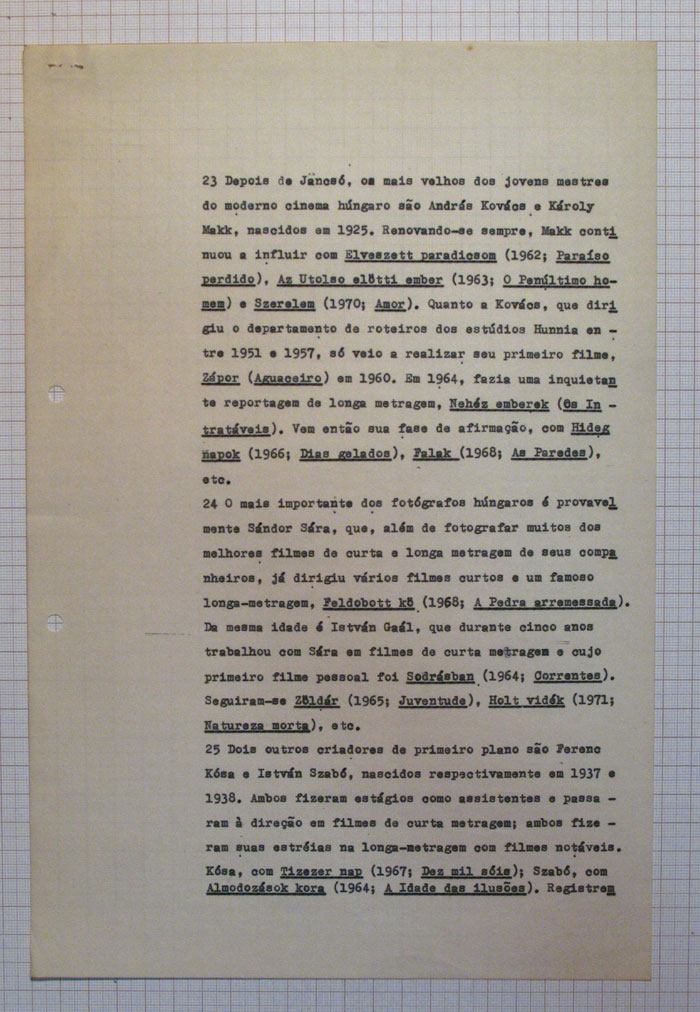 23 Depois de Jäncsó, os mais velhos dos jovens mestres
do moderno cinema húngaro são András Kovács e Károly
Makk, nascidos em 1925. Renovando-se sempre, Makk conti
nuou a influir com Elveszett paradicsom (1962; Paraíso
perdido), Az Utolso elötti ember (1963; O Penúltimo ho-
mem) e Szerelem (1970; Amor). Quanto a Kovács, que diri
giu o departamento de roteiros dos estúdios Hunnia en -
tre 1951 e 1957, só veio a realizar seu primeiro filme,
Zápor (Aguaceiro) em 1960. Em 1964, fazia uma inquietan
te reportagem de longa metragem, Nehéz emberek (Os In -
tratáveis). Vem então sua fase de afirmação, com Hideg
napok (1966; Dias gelados), Falak (1968; As Paredes),
etc.
24 O mais importante dos fotógrafos húngaros é provavel
mente Sándor Sára, que, além de fotografar muitos dos
melhores filmes de curta e longa metragem de seus compa
nheiros, já dirigiu vários filmes curtos e um famoso
longa-metragem, Feldobott kö (1968; A Pedra arremessada).
Da mesma idade é István Gaál, que durante cinco anos
trabalhou com Sára em filmes de curta metragem e cujo
primeiro filme pessoal foi Sodrásban (1964; Correntes).
Seguiram-se Zöldár (1965; Juventude), Holt vidék (1971;
Natureza morta), etc.
25 Dois outros criadores de primeiro plano são Ferenc
Kósa e István Szabó, nascidos respectivamente em 1937 e
1938. Ambos fizeram estágios como assistentes e passa -
ram à direção em filmes de curta metragem; ambos fize -
ram suas estréias na longa-metragem com filmes notáveis.
Kósa, com Tizezer nap (1967; Dez mil sóis); Szabó, com
Almodozások kora (1964; A Idade das ilusões). Registrem